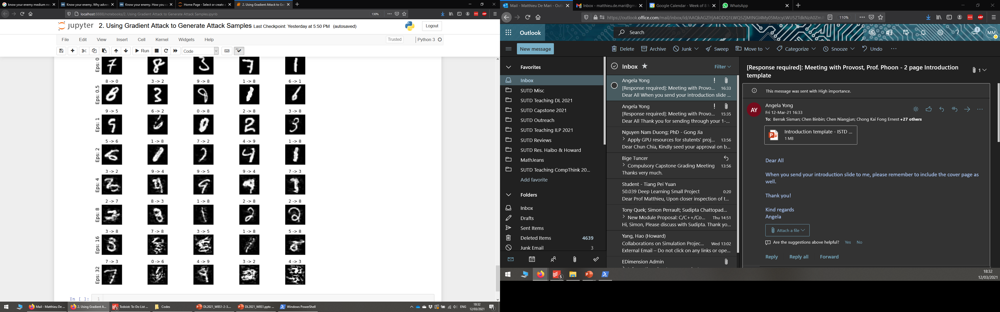 know your enemy medium ne
Know your enemy. Why advers
Know your enemy. How you ca
Home Page - Select or create a
2. Using Gradient Attack to Gen
localhost:8888/notebooks/2. Using Gradient Attack to Generate Attack Samples.ipynb
130%
jupyter 2. Using Gradient Attack to Generate Attack Samples Last Checkpoint: Yesterday at 5:50 PM (autosaved)
Logout
File Edit View Insert Cell Kernel Widgets Help
Trusted Python 3
Run Code
Eps: 0
8 -> 0 3 -> 2 9 -> 8 1 -> 8 6 -> 1
Eps: 0.5
9 -> 5 6 -> 2 0 -> 8 2 -> 8 3 -> 8
Eps: 1
5 -> 6 1 -> 8 7 -> 2 4 -> 9 1 -> 8
Eps: 2
3 -> 2 9 -> 4 9 -> 5 9 -> 4 7 -> 3
Eps: 4
2 -> 7 8 -> 3 1 -> 8 2 -> 8 2 -> 8
Eps: 8
3 -> 8 7 -> 8 3 -> 5 1 -> 8 5 -> 8
Eps: 16
7 -> 3 0 -> 6 4 -> 9 3 -> 2 4 -> 3
Eps: 32
In [ ]: 1
Mail - Matthieu De ...
2. Using Gradient A...
Todoist: To-Do List ...
Codes
DL2021_W8S1-2-3....
DL2021_W8S1.pptx ...
Windows PowerShell
ENG
18:32
12/03/2021
Mail - Matthieu De Mari - Outl
Inbox - matthieu.de.mari@gma
Google Calendar - Week of 8 M
WhatsApp
110%
Outlook
Search
MM
New message
Delete Archive Junk Sweep Move to Categorize Snooze Undo
Favorites
Inbox
SUTD Misc
SUTD Teaching DL 2021
SUTD Capstone 2021
SUTD Outreach
SUTD Teaching ILP 2021
SUTD Reviews
SUTD Res. Haibo & Howard
MathJeans
SUTD Teaching CompThink 20...
Add favorite
Folders
Inbox
Drafts
Sent Items
Deleted Items 4639
Junk Email 3
Inbox
Filter
Angela Yong
[Response required]: Meeting with Provo... 16:33
Dear All When you send your introduction slide ...
Angela Yong
[Response required]: Meeting with Provo... 15:35
Dear All Thank you for sending through your 1-...
Nguyen Nam Duong; PhD - Gong Jia
Apply GPU resources for stutents' proj... 13:56
Dear Chun Chia, Kindly seed your approval on b...
Bige Tuncer
Compulsory Capstone Grading Meeting 13:56
Thanks very much.
Student - Tiang Pei Yuan
50.039 Deep Learning Small Project 0:20
Dear Prof Matthieu, Upon closer inspection of t...
Tony Quek; Simon Perrault; Sudipta Chattopad...
New Module Proposal: C/C++/Co... Thu 14:51
Hi, Simon, Please discuss with Sudipta. Thank yo...
Yang, Hao (Howard)
Collaborations on Simulation Projec... Wed 13:02
External Email – Do not click on any links or ope...
EDimension Admin
[Response required]: Meeting with Provost, Prof. Phoon - 2 page Introduction
template
1
This message was sent with High importance.
AY
Angela Yong
Fri 12-Mar-21 16:33
To: Berrak Sisman; Chen Binbin; Chen Niangjun; Chong Kai Fong Ernest +27 others
Introduction template - ISTD ...
1 MB
Dear All
When you send your introduction slide to me, please remember to include the cover page as
well.
Thank you!
Kind regards
Angela
Attach a file
Are the suggestions above helpful? Yes No
Reply Reply all Forward
5
18:32
12/03/2021